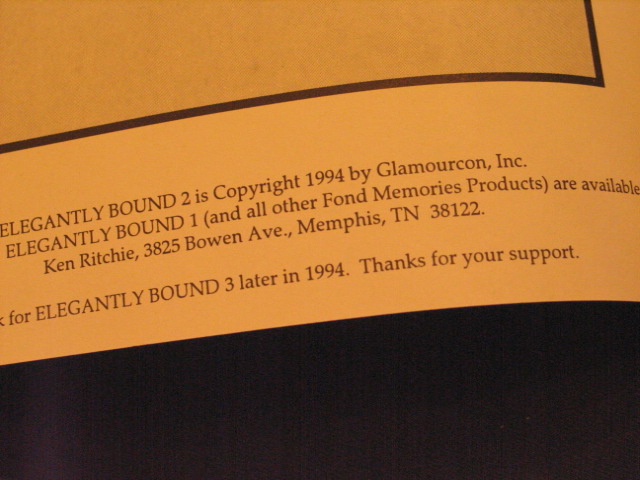 ELEGANTLY BOUND 2 is Copyright 1994 by Glamourcon, Inc.
ELEGANTLY BOUND 1 (and all other Fond Memories Products) are available
Ken Ritchie, 3825 Bowen Ave., Memphis, TN 38122.
for ELEGANTLY BOUND 3 later in 1994. Thanks for your support.